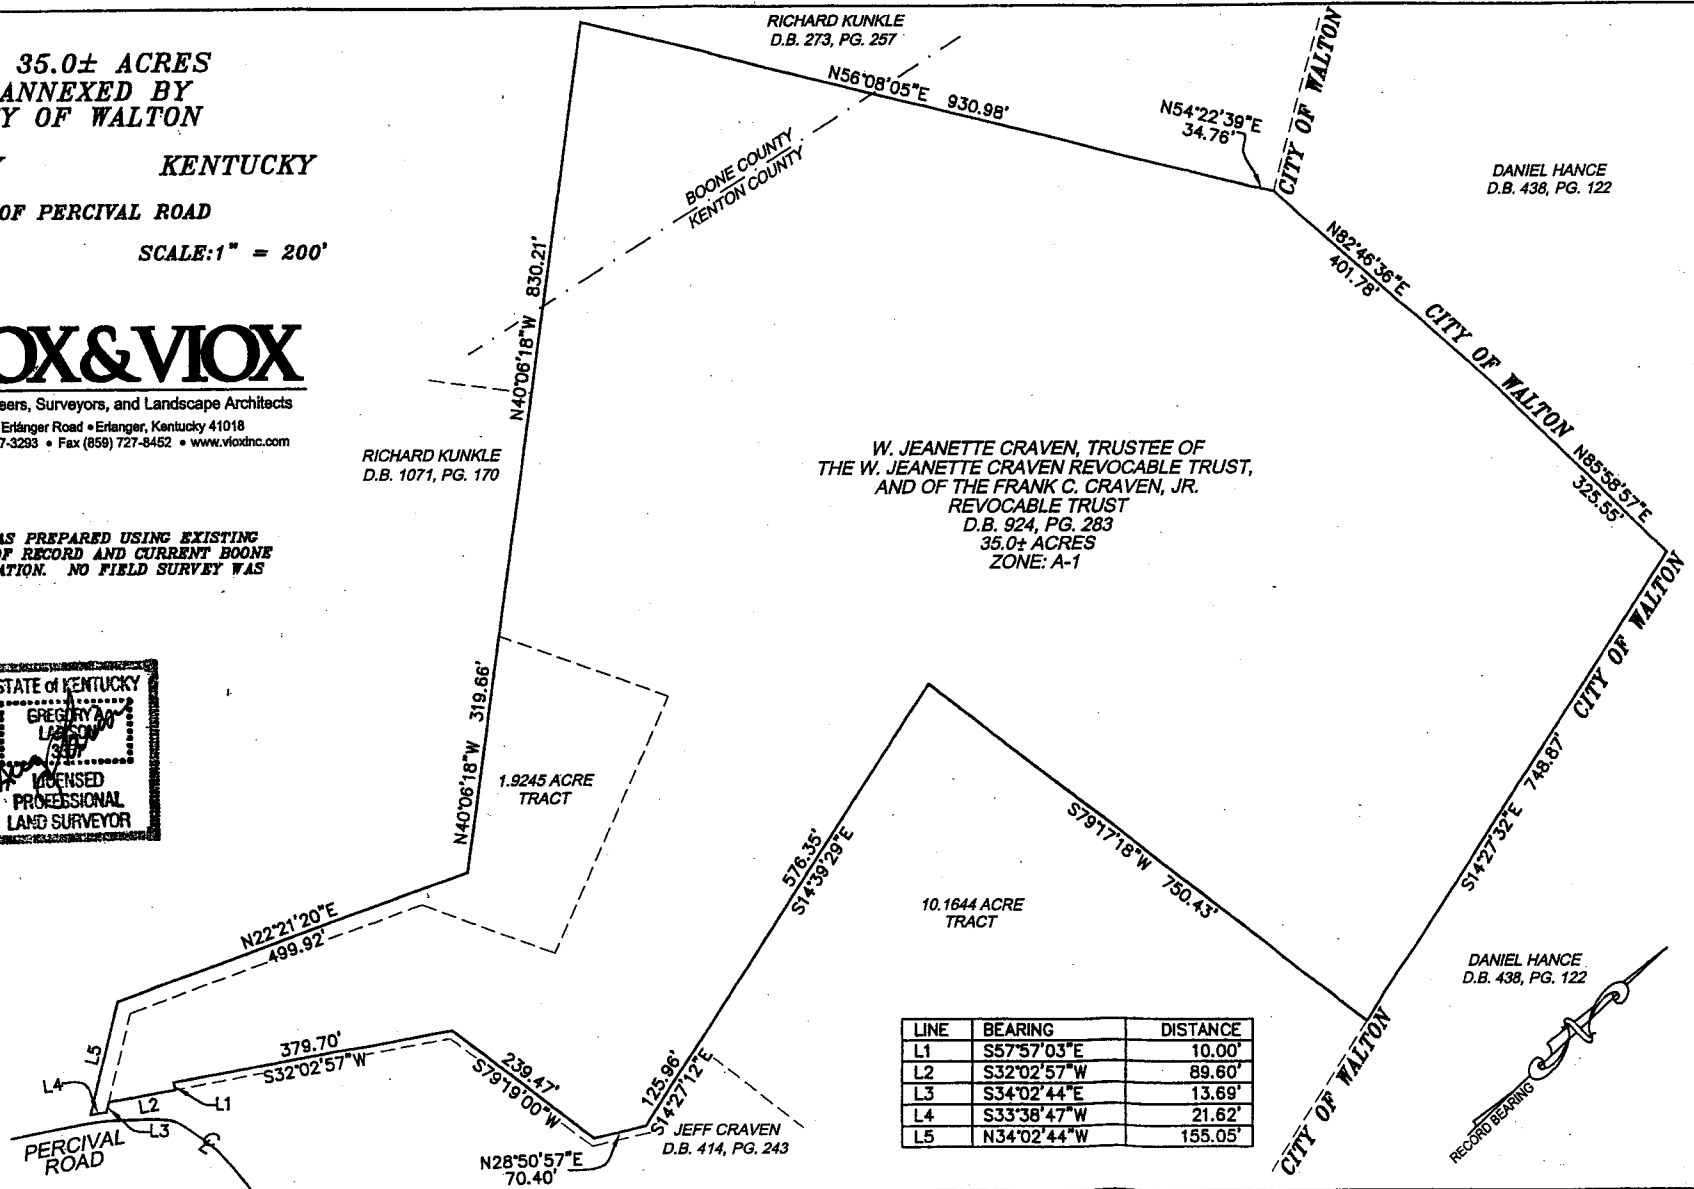 35.0± ACRES
ANNEXED BY
Y OF WALTON
Y KENTUCKY
OF PERCIVAL ROAD
SCALE:1" = 200'
OX&VIOX
eers, Surveyors, and Landscape Architects
Erlanger Road • Erlanger, Kentucky 41018
7-3293 • Fax (859) 727-8452 • www.vioxinc.com
AS PREPARED USING EXISTING
OF RECORD AND CURRENT BOONE
ATION. NO FIELD SURVEY WAS
STATE of KENTUCKY
GREGORY A.
LARISON
LICENSED
PROFESSIONAL
LAND SURVEYOR
RICHARD KUNKLE
D.B. 273, PG. 257
N56°08'05"E 930.98'
N54°22'39"E
34.76'
CITY OF WALTON
BOONE COUNTY
KENTON COUNTY
DANIEL HANCE
D.B. 438, PG. 122
N82°46'36"E
401.78'
CITY OF WALTON
N85°58'57"E
325.55'
N40°06'18"W 830.21'
RICHARD KUNKLE
D.B. 1071, PG. 170
W. JEANETTE CRAVEN, TRUSTEE OF
THE W. JEANETTE CRAVEN REVOCABLE TRUST,
AND OF THE FRANK C. CRAVEN, JR.
REVOCABLE TRUST
D.B. 924, PG. 283
35.0± ACRES
ZONE: A-1
CITY OF WALTON
S14°27'32"E 748.87'
N40°06'18"W 319.66'
1.9245 ACRE
TRACT
576.35'
S14°39'29"E
S79°17'18"W 750.43'
10.1644 ACRE
TRACT
N22°21'20"E
499.92'
DANIEL HANCE
D.B. 438, PG. 122
L5
L4
L2
L1
L3
379.70'
S32°02'57"W
239.47'
S79°19'00"W
125.96'
S14°27'12"E
JEFF CRAVEN
D.B. 414, PG. 243
N28°50'57"E
70.40'
PERCIVAL
ROAD
LINE BEARING DISTANCE
L1 S57°57'03"E 10.00'
L2 S32°02'57"W 89.60'
L3 S34°02'44"E 13.69'
L4 S33°38'47"W 21.62'
L5 N34°02'44"W 155.05'
CITY OF WALTON
RECORD BEARING